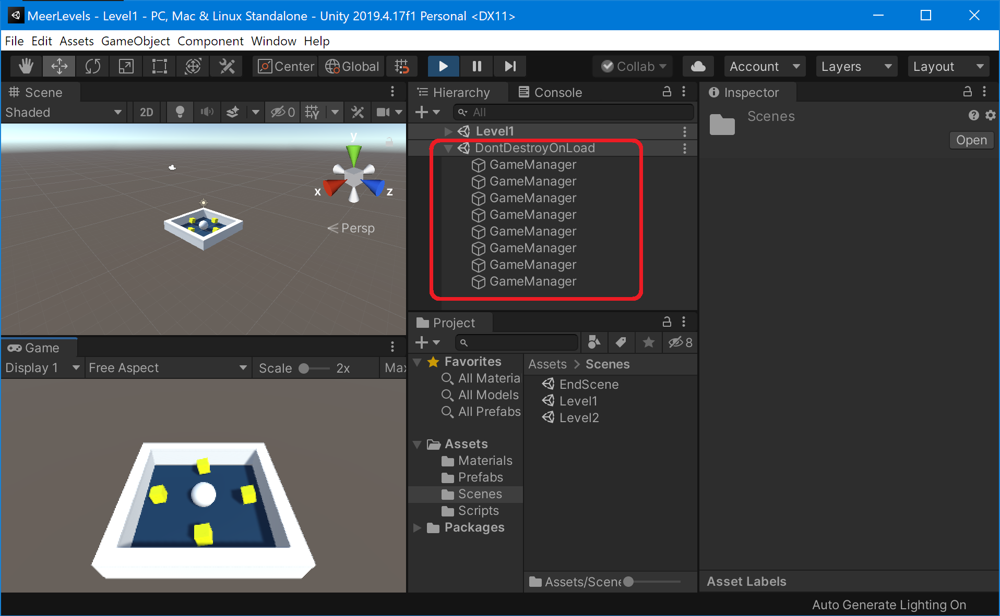 MeerLevels - Level1 - PC, Mac & Linux Standalone - Unity 2019.4.17f1 Personal <DX11>
File Edit Assets GameObject Component Window Help
Center Global Collab Account Layers Layout
Scene
Shaded 2D 0
y
x z
Persp
Game
Display 1 Free Aspect Scale 2x Max
Hierarchy Console
All
Level1
DontDestroyOnLoad
GameManager
GameManager
GameManager
GameManager
GameManager
GameManager
GameManager
GameManager
Project
8
Favorites
All Materia
All Models
All Prefabs
Assets
Materials
Prefabs
Scenes
Scripts
Packages
Assets > Scenes
EndScene
Level1
Level2
Assets/Scene
Inspector
Scenes
Open
Asset Labels
Auto Generate Lighting On